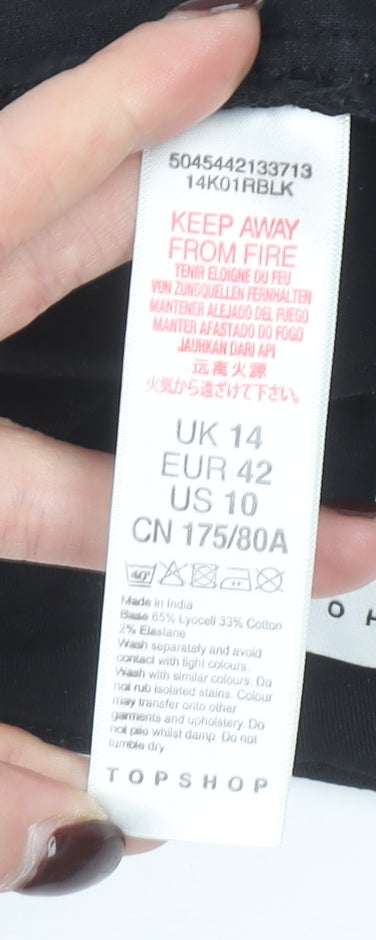 5045442133713
14K01RBLK
KEEP AWAY
FROM FIRE
TENIR ELOIGNE DU FEU
VON ZUNDQUELLEN FERNHALTEN
MANTENER ALEJADO DEL FUEGO
MANTER AFASTADO DO FOGO
JAUHKAN DARI API
远离火源
火気から遠ざけて下さい。
UK 14
EUR 42
US 10
CN 175/80A
Made in India
Base 65% Lyocell 33% Cotton
2% Elastane
Wash separately and avoid
contact with light colours.
Wash with similar colours. Do
not rub isolated stains. Colour
may transfer onto other
garments and upholstery. Do
not pile whilst damp. Do not
tumble dry
TOPSHOP
O H